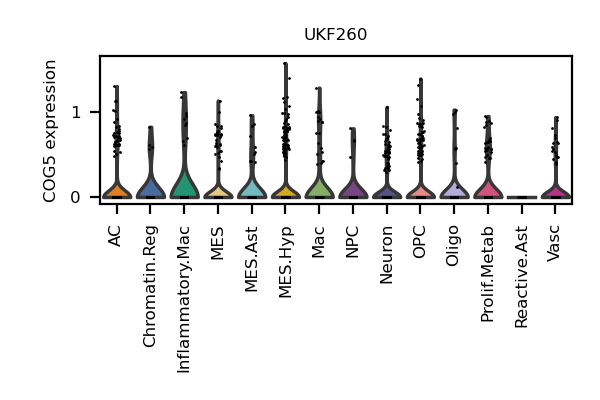 UKF260
COG5 expression
1
0
AC
Chromatin.Reg
Inflammatory.Mac
MES
MES.Ast
MES.Hyp
Mac
NPC
Neuron
OPC
Oligo
Prolif.Metab
Reactive.Ast
Vasc